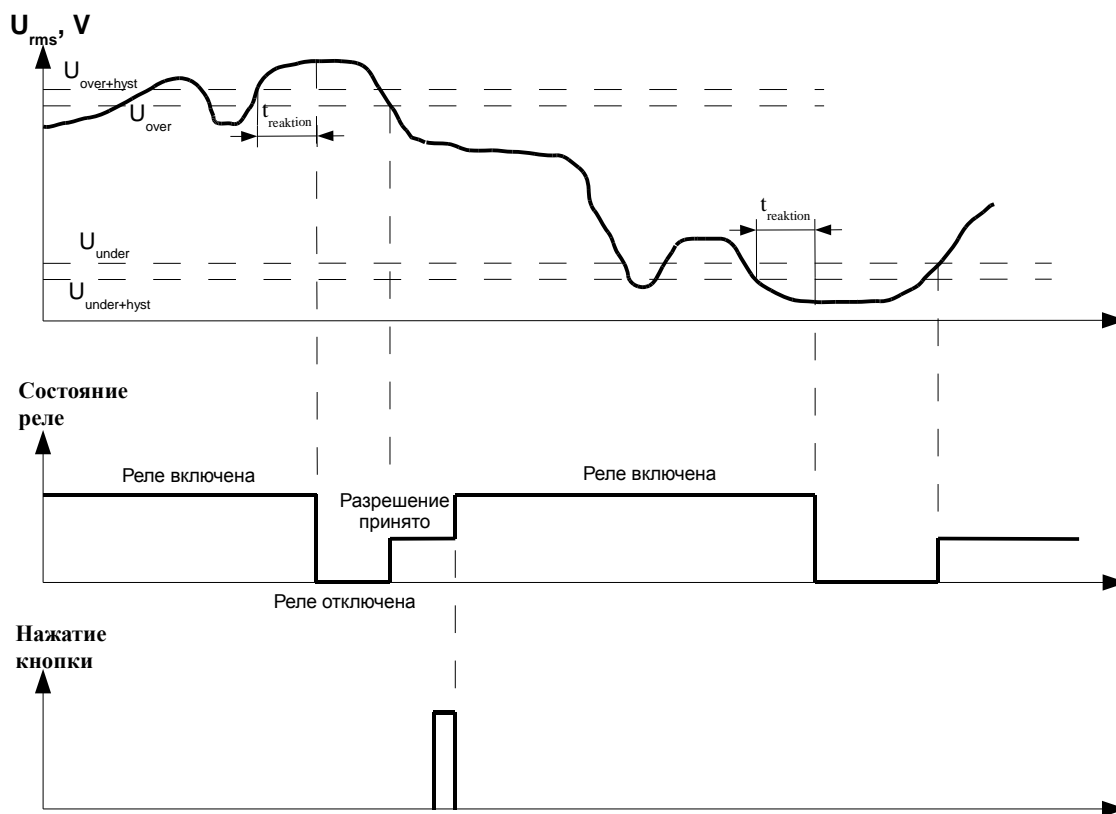 U_rms, V
U_over+hyst
U_over
t_reaktion
t_reaktion
U_under
U_under+hyst
Состояние
реле
Реле включена
Реле включена
Разрешение
принято
Реле отключена
Нажатие
кнопки